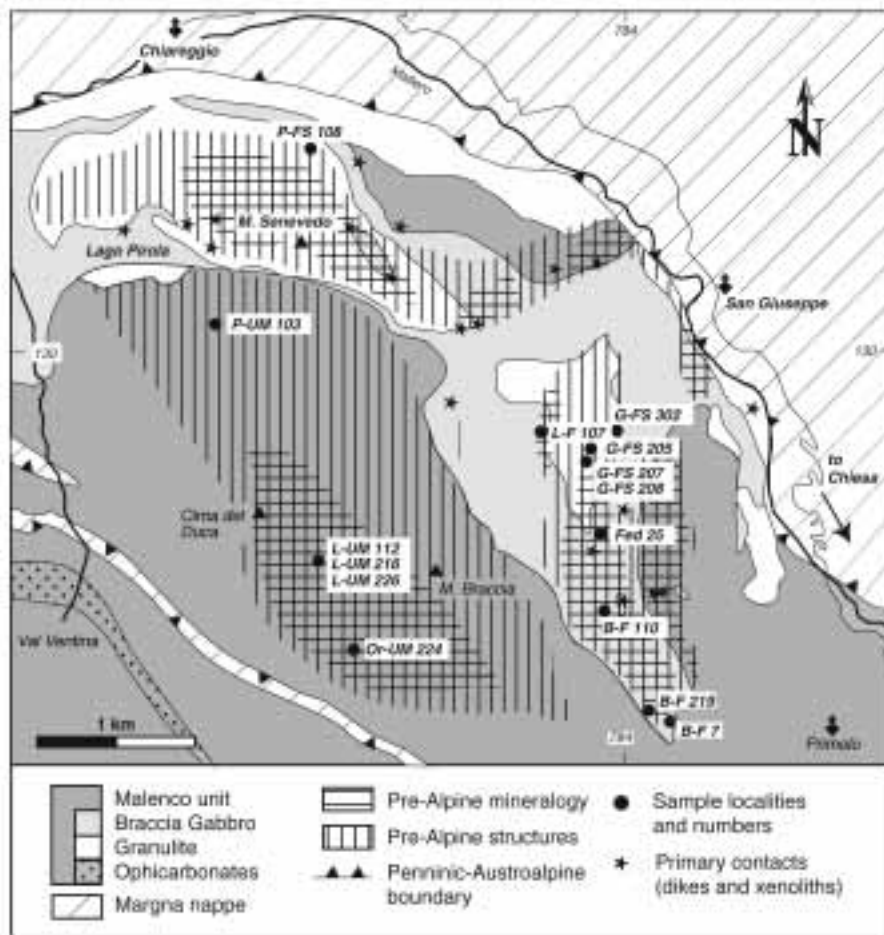 784
Chiareggio
Mallero
N
P-FS 108
M. Senevedo
Lago Pirola
San Giuseppe
P-UM 103
130
130
G-FS 302
L-F 107
G-FS 205
G-FS 207
G-FS 208
to
Chiesa
Cima del
Duca
Fed 25
L-UM 112
L-UM 216
L-UM 226
M. Braccia
B-F 110
Val Ventina
Or-UM 224
B-F 219
B-F 7
1 km
784
Primolo
Malenco unit
Braccia Gabbro
Granulite
Ophicarbonates
Margna nappe
Pre-Alpine mineralogy
Pre-Alpine structures
Penninic-Austroalpine
boundary
Sample localities
and numbers
Primary contacts
(dikes and xenoliths)